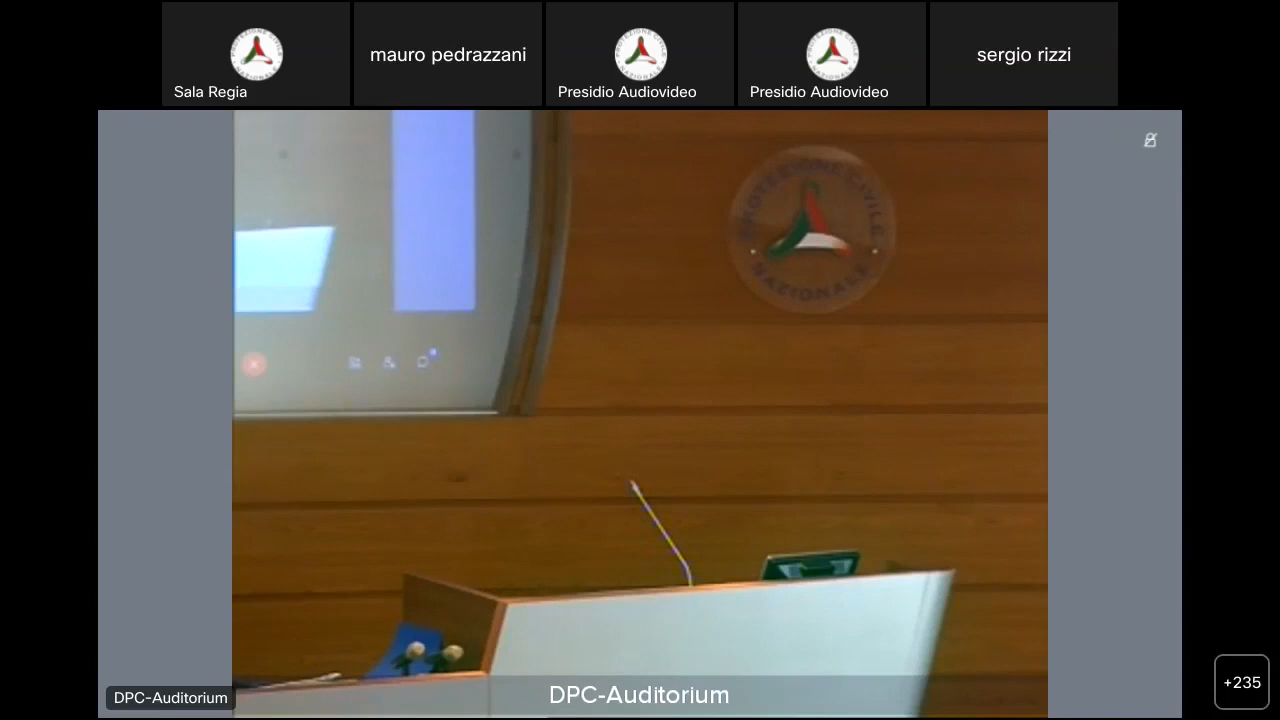 Sala Regia
mauro pedrazzani
Presidio Audiovideo
Presidio Audiovideo
sergio rizzi
PROTEZIONE CIVILE
NAZIONALE
DPC-Auditorium
DPC-Auditorium
+235